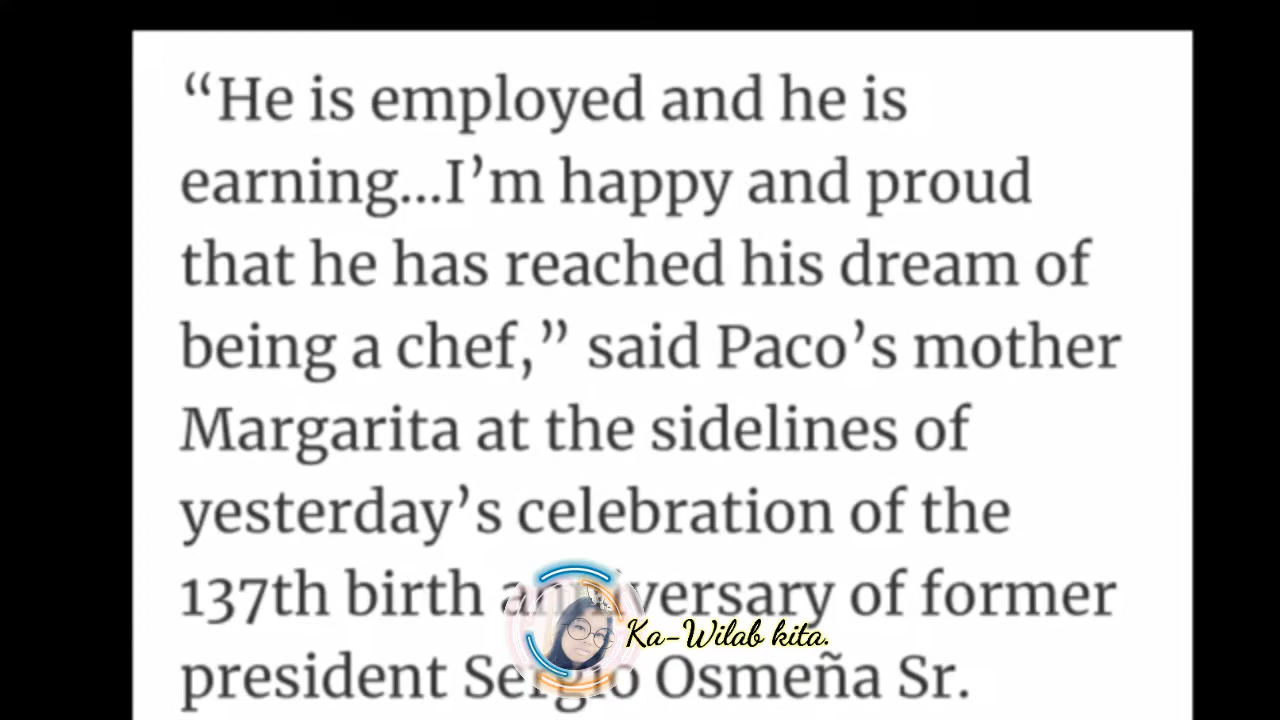 “He is employed and he is
earning...I’m happy and proud
that he has reached his dream of
being a chef,” said Paco’s mother
Margarita at the sidelines of
yesterday’s celebration of the
137th birth anniversary of former
president Sergio Osmeña Sr.
Ka-Wilab kita.